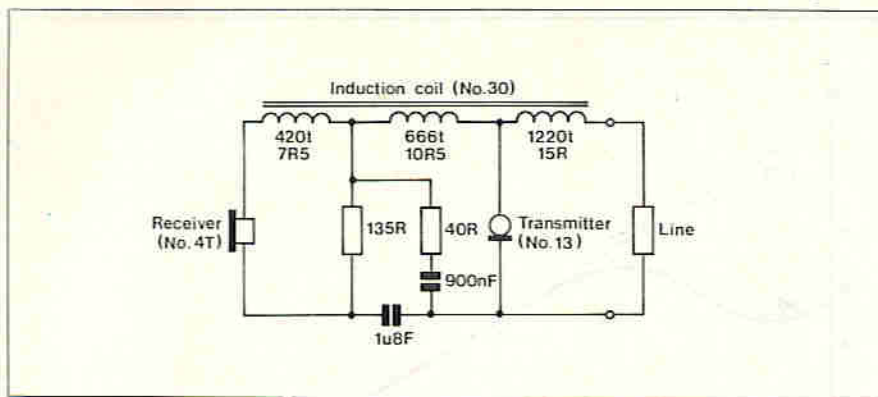 Induction coil (No.30)
420t
7R5
666t
10R5
1220t
15R
Receiver
(No. 4T)
135R
40R
Transmitter
(No.13)
Line
900nF
1u8F